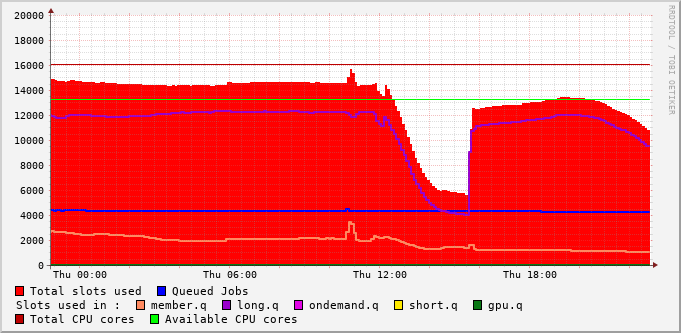 RRDTOOL / TOBI OETIKER
20000
18000
16000
14000
12000
10000
8000
6000
4000
2000
0
Thu 00:00 Thu 06:00 Thu 12:00 Thu 18:00
Total slots used Queued Jobs
Slots used in : member.q long.q ondemand.q short.q gpu.q
Total CPU cores Available CPU cores